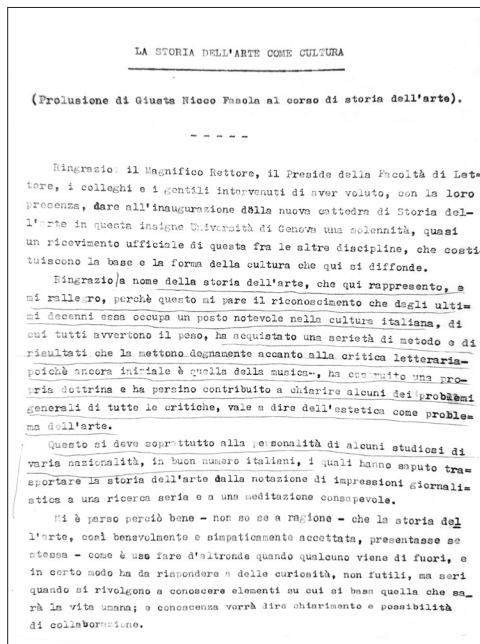 LA STORIA DELL'ARTE COME CULTURA
(Prolusione di Giusta Nicco Fasola al corso di storia dell'arte).
- - - - -
Ringrazio: il Magnifico Rettore, il Preside della Facoltà di Let=
tere, i colleghi e i gentili intervenuti di aver voluto, con la loro
presenza, dare all'inaugurazione dàlla nuova cattedra di Storia del-
l'arte in questa insigne Università di Genova una solennità, quasi
un ricevimento ufficiale di questa fra le altre discipline, che costi
tuiscono la base e la forma della cultura che qui si diffonde.
Ringrazio/a nome della storia dell'arte, che qui rappresento, e
mi rallegro, perchè questo mi pare il riconoscimento che degli ulti-
mi decenni essa occupa un posto notevole nella cultura italiana, di
cui tutti avvertono il peso, ha acquistato una serietà di metodo e di
risultati che la mettono degnamente accanto alla critica letteraria-
poichè ancora iniziale è quella della musica-, ha costruito una pro-
pria dottrina e ha persino contribuito a chiarire alcuni dei problemi
generali di tutte le critiche, vale a dire dell'estetica come proble=
ma dell'arte.
Questo si deve soprattutto alla personalità di alcuni studiosi di
varia nazionalità, in buon numero italiani, i quali hanno saputo tra=
sportare la storia dell'arte dalla notazione di impressioni giornali=
stica a una ricerca seria e a una meditazione consapevole.
Mi è parso perciò bene - non so se a ragione - che la storia del
l'arte, così benevolmente e simpaticamente accettata, presentasse se
stessa - come è uso fare d'altronde quando qualcuno viene di fuori, e
in certo modo ha da rispondere a delle curiosità, non futili, ma seri
quando si rivolgono a conoscere elementi su cui si basa quella che sa_
rà la vita umana; e conoscenza vorrà dire chiarimento e possibilità
di collaborazione.